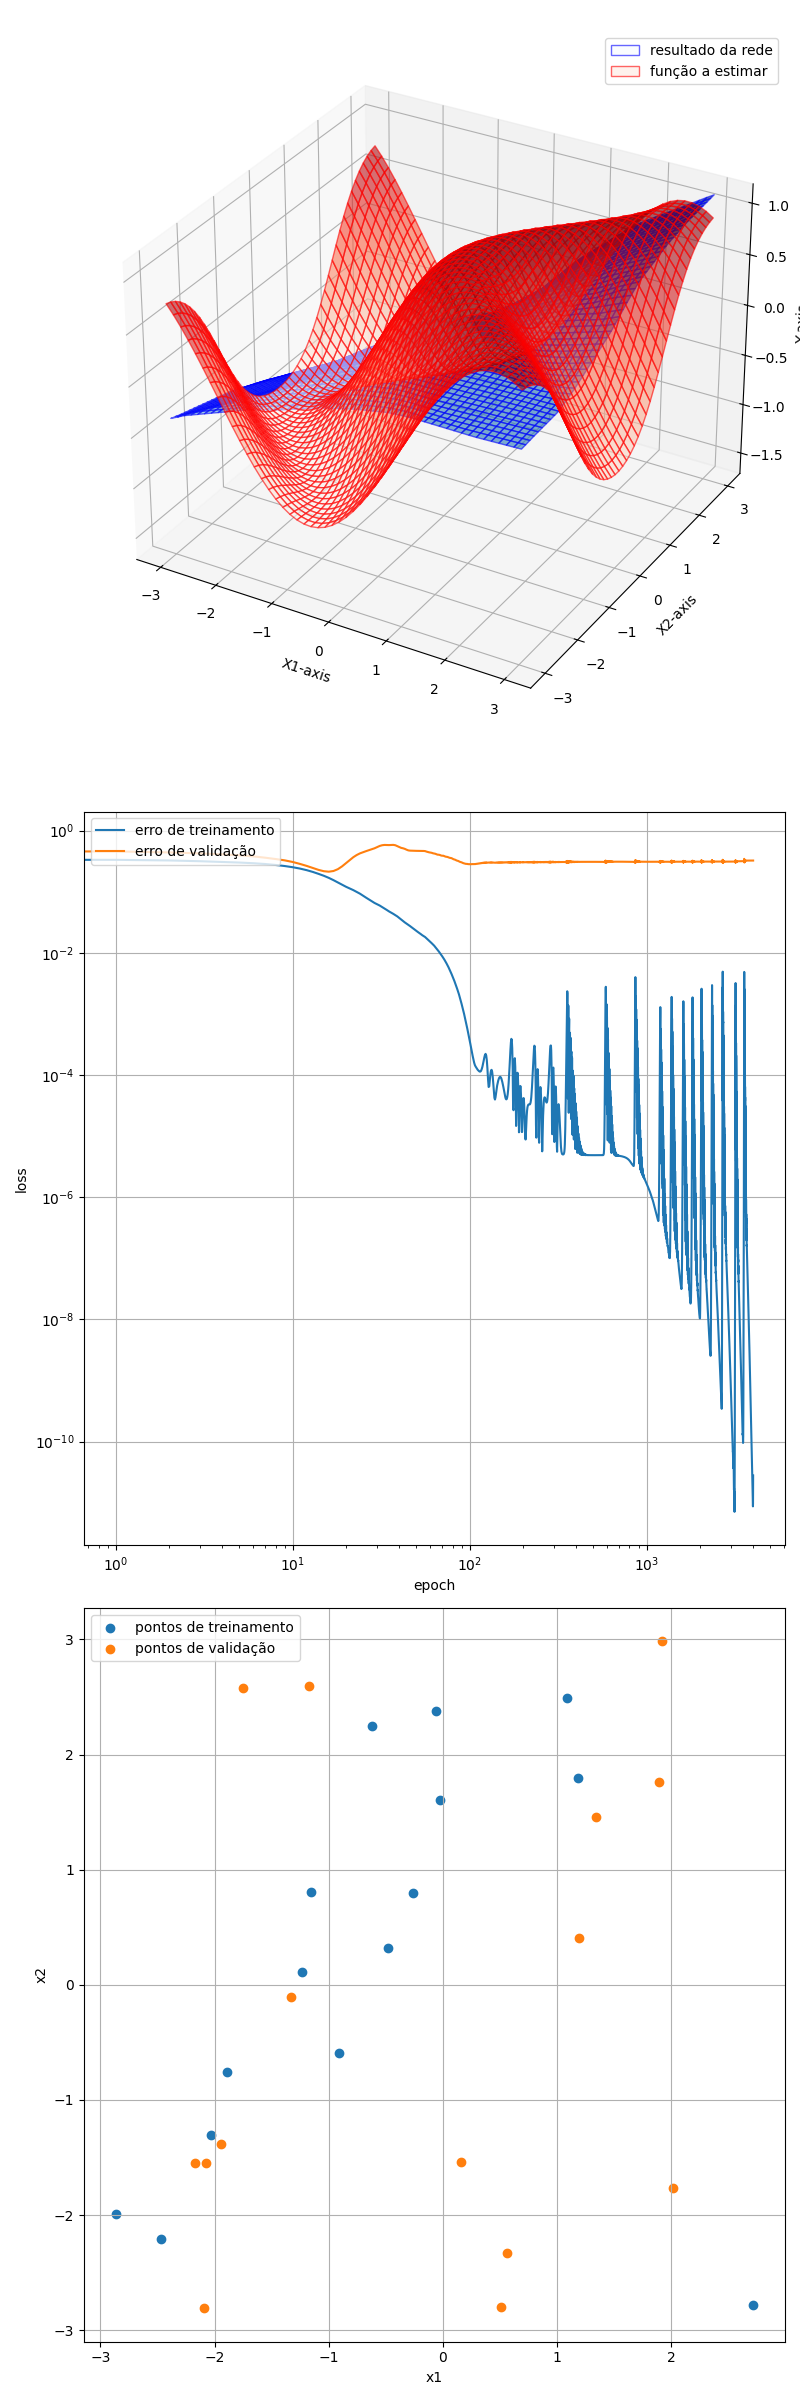 resultado da rede
função a estimar
1.0
0.5
0.0
−0.5
−1.0
−1.5
3
2
1
0
−1
−2
−3
X2-axis
−3
−2
−1
0
1
2
3
X1-axis
10⁰
10⁻²
10⁻⁴
10⁻⁶
10⁻⁸
10⁻¹⁰
loss
erro de treinamento
erro de validação
10⁰ 10¹ 10² 10³
epoch
pontos de treinamento
pontos de validação
3
2
1
0
−1
−2
−3
x2
−3 −2 −1 0 1 2
x1